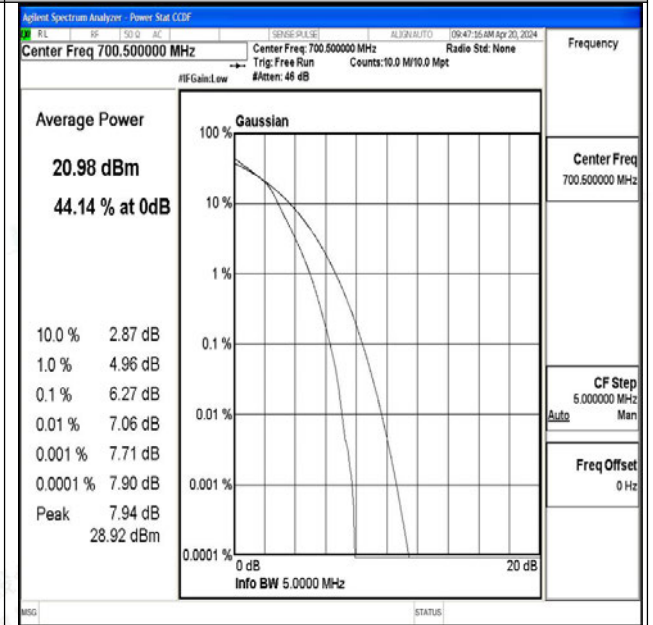 Agilent Spectrum Analyzer - Power Stat CCDF
RL RF 50 Ω AC SENSE:PULSE ALIGN AUTO 09:47:16 AM Apr 20, 2024
Center Freq 700.500000 MHz
Center Freq: 700.500000 MHz Radio Std: None
Trig: Free Run Counts:10.0 M/10.0 Mpt
#IFGain:Low #Atten: 46 dB
Frequency
Average Power
20.98 dBm
44.14 % at 0dB
10.0 % 2.87 dB
1.0 % 4.96 dB
0.1 % 6.27 dB
0.01 % 7.06 dB
0.001 % 7.71 dB
0.0001 % 7.90 dB
Peak 7.94 dB
28.92 dBm
Gaussian
100 %
10 %
1 %
0.1 %
0.01 %
0.001 %
0.0001 %
0 dB 20 dB
Info BW 5.0000 MHz
Center Freq
700.500000 MHz
CF Step
5.000000 MHz
Auto Man
Freq Offset
0 Hz
MSG STATUS